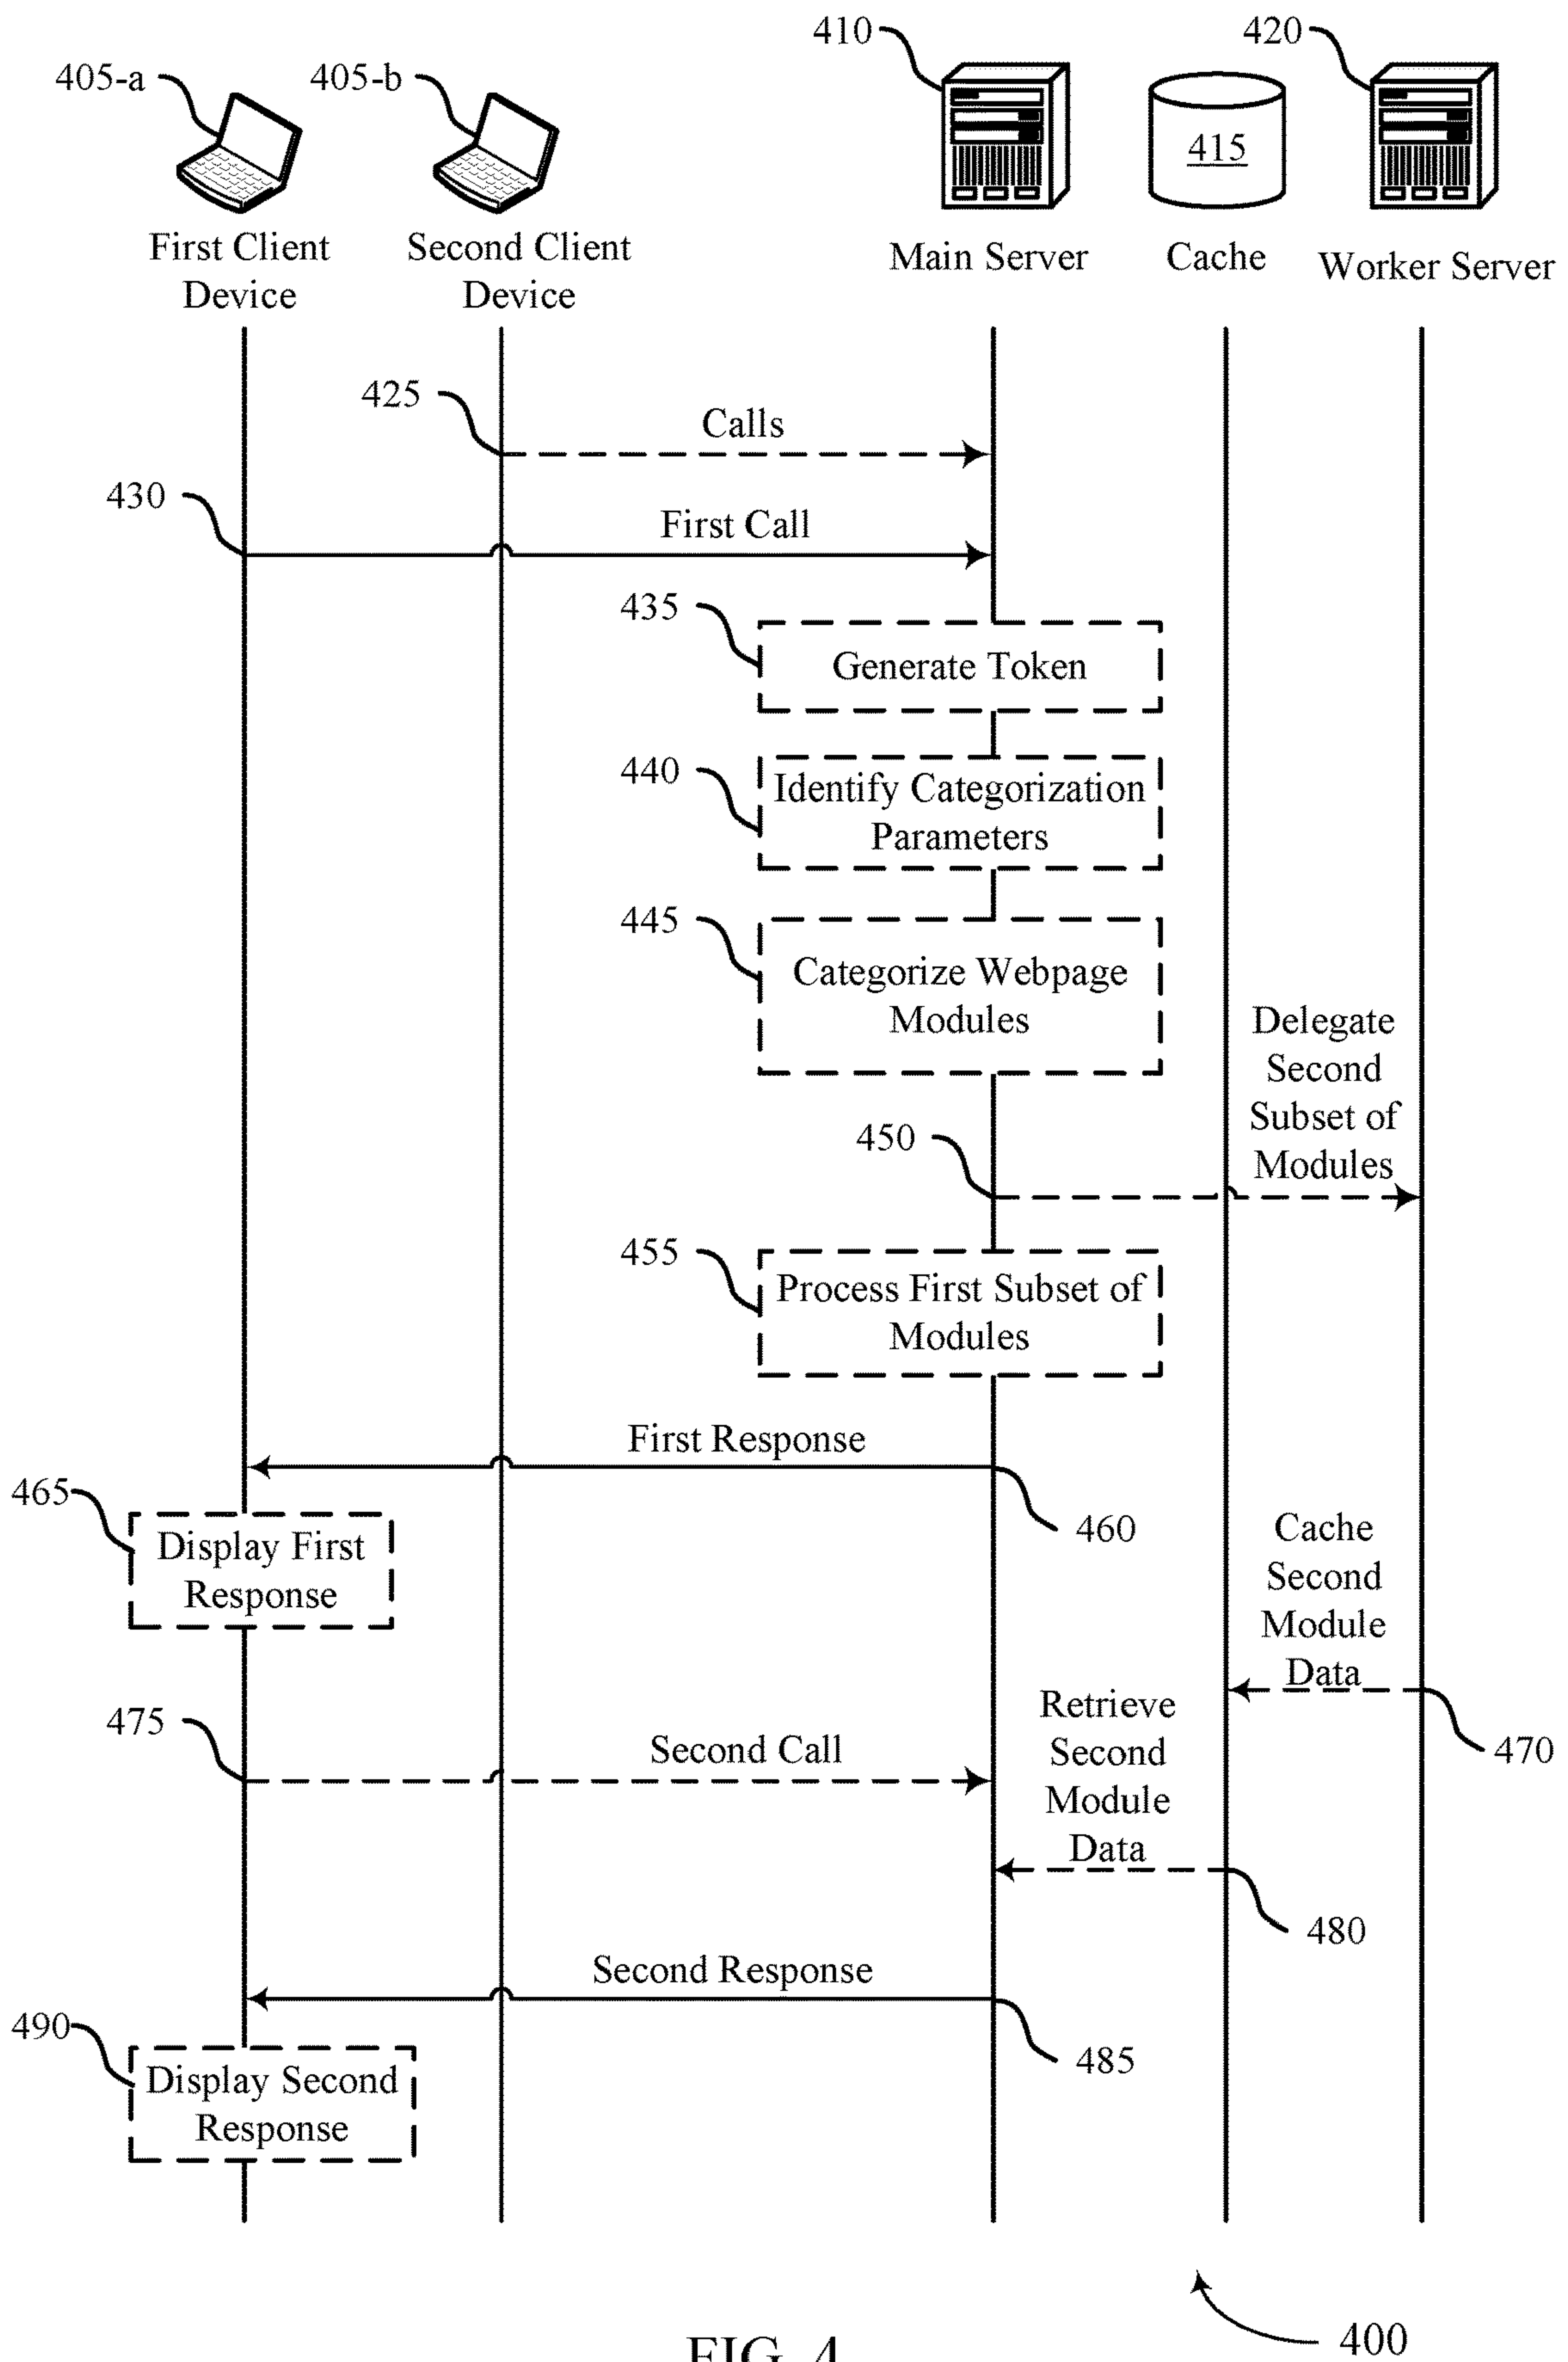 410
420
405-a
405-b
415
First Client
Device
Second Client
Device
Main Server
Cache
Worker Server
425
Calls
430
First Call
435
Generate Token
440
Identify Categorization
Parameters
445
Categorize Webpage
Modules
Delegate
Second
Subset of
Modules
450
455
Process First Subset of
Modules
First Response
460
465
Display First
Response
Cache
Second
Module
Data
470
475
Second Call
Retrieve
Second
Module
Data
480
Second Response
485
490
Display Second
Response
400
FIG. 4